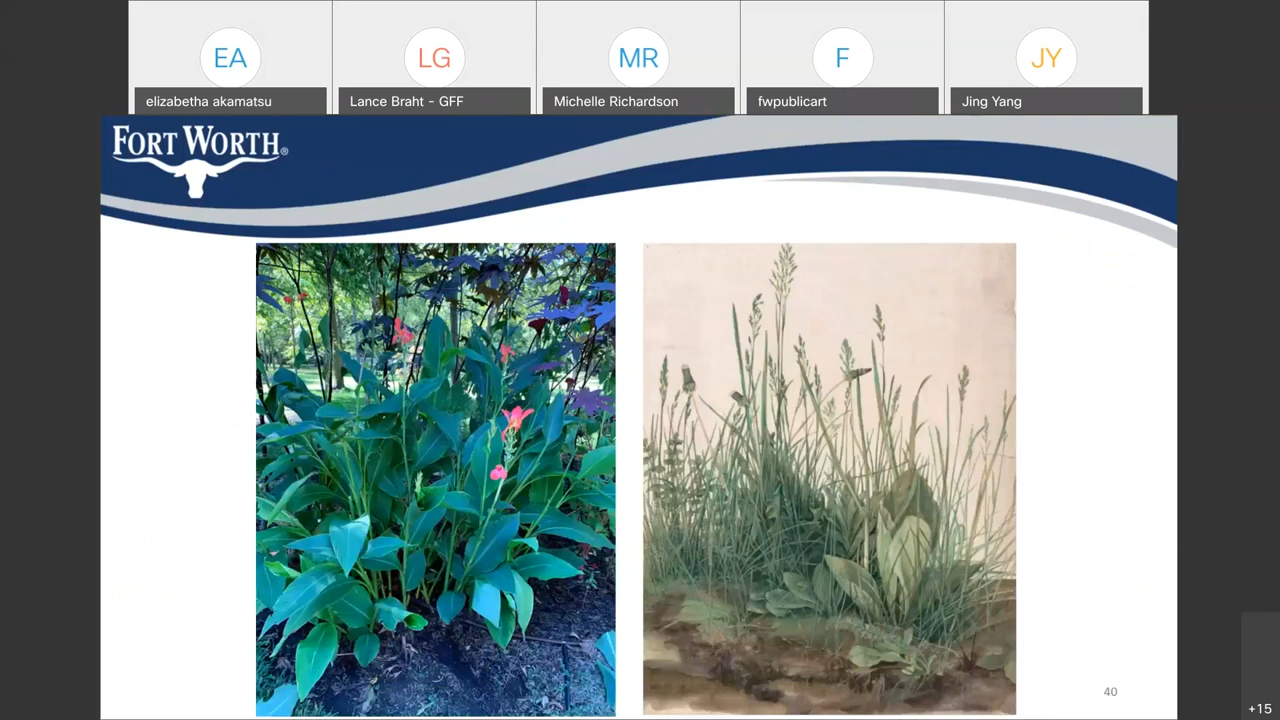 EA
LG
MR
F
JY
elizabetha akamatsu
Lance Braht - GFF
Michelle Richardson
fwpublicart
Jing Yang
FORT WORTH®
40
+15